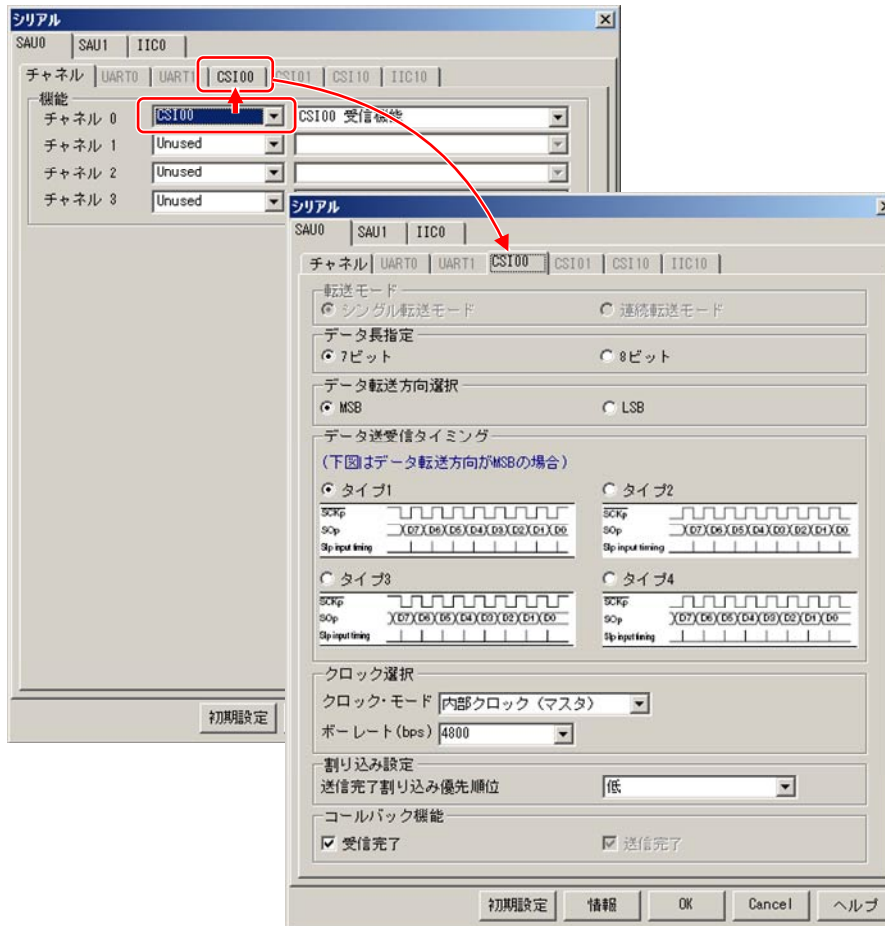 シリアル
SAU0 SAU1 IIC0
チャネル UART0 UART1 CSI00 CSI01 CSI10 IIC10
機能
チャネル 0 CSI00 CSI00 受信機能
チャネル 1 Unused
チャネル 2 Unused
チャネル 3 Unused
初期設定
シリアル
SAU0 SAU1 IIC0
チャネル UART0 UART1 CSI00 CSI01 CSI10 IIC10
転送モード
シングル転送モード 連続転送モード
データ長指定
7ビット 8ビット
データ転送方向選択
MSB LSB
データ送受信タイミング
(下図はデータ転送方向がMSBの場合)
タイプ1 タイプ2
SCKp SCKp
SOp D7 D6 D5 D4 D3 D2 D1 D0 SOp D7 D6 D5 D4 D3 D2 D1 D0
SIp input timing SIp input timing
タイプ3 タイプ4
SCKp SCKp
SOp D7 D6 D5 D4 D3 D2 D1 D0 SOp D7 D6 D5 D4 D3 D2 D1 D0
SIp input timing SIp input timing
クロック選択
クロック・モード 内部クロック (マスタ)
ボーレート(bps) 4800
割り込み設定
送信完了割り込み優先順位 低
コールバック機能
受信完了 送信完了
初期設定 情報 OK Cancel ヘルプ